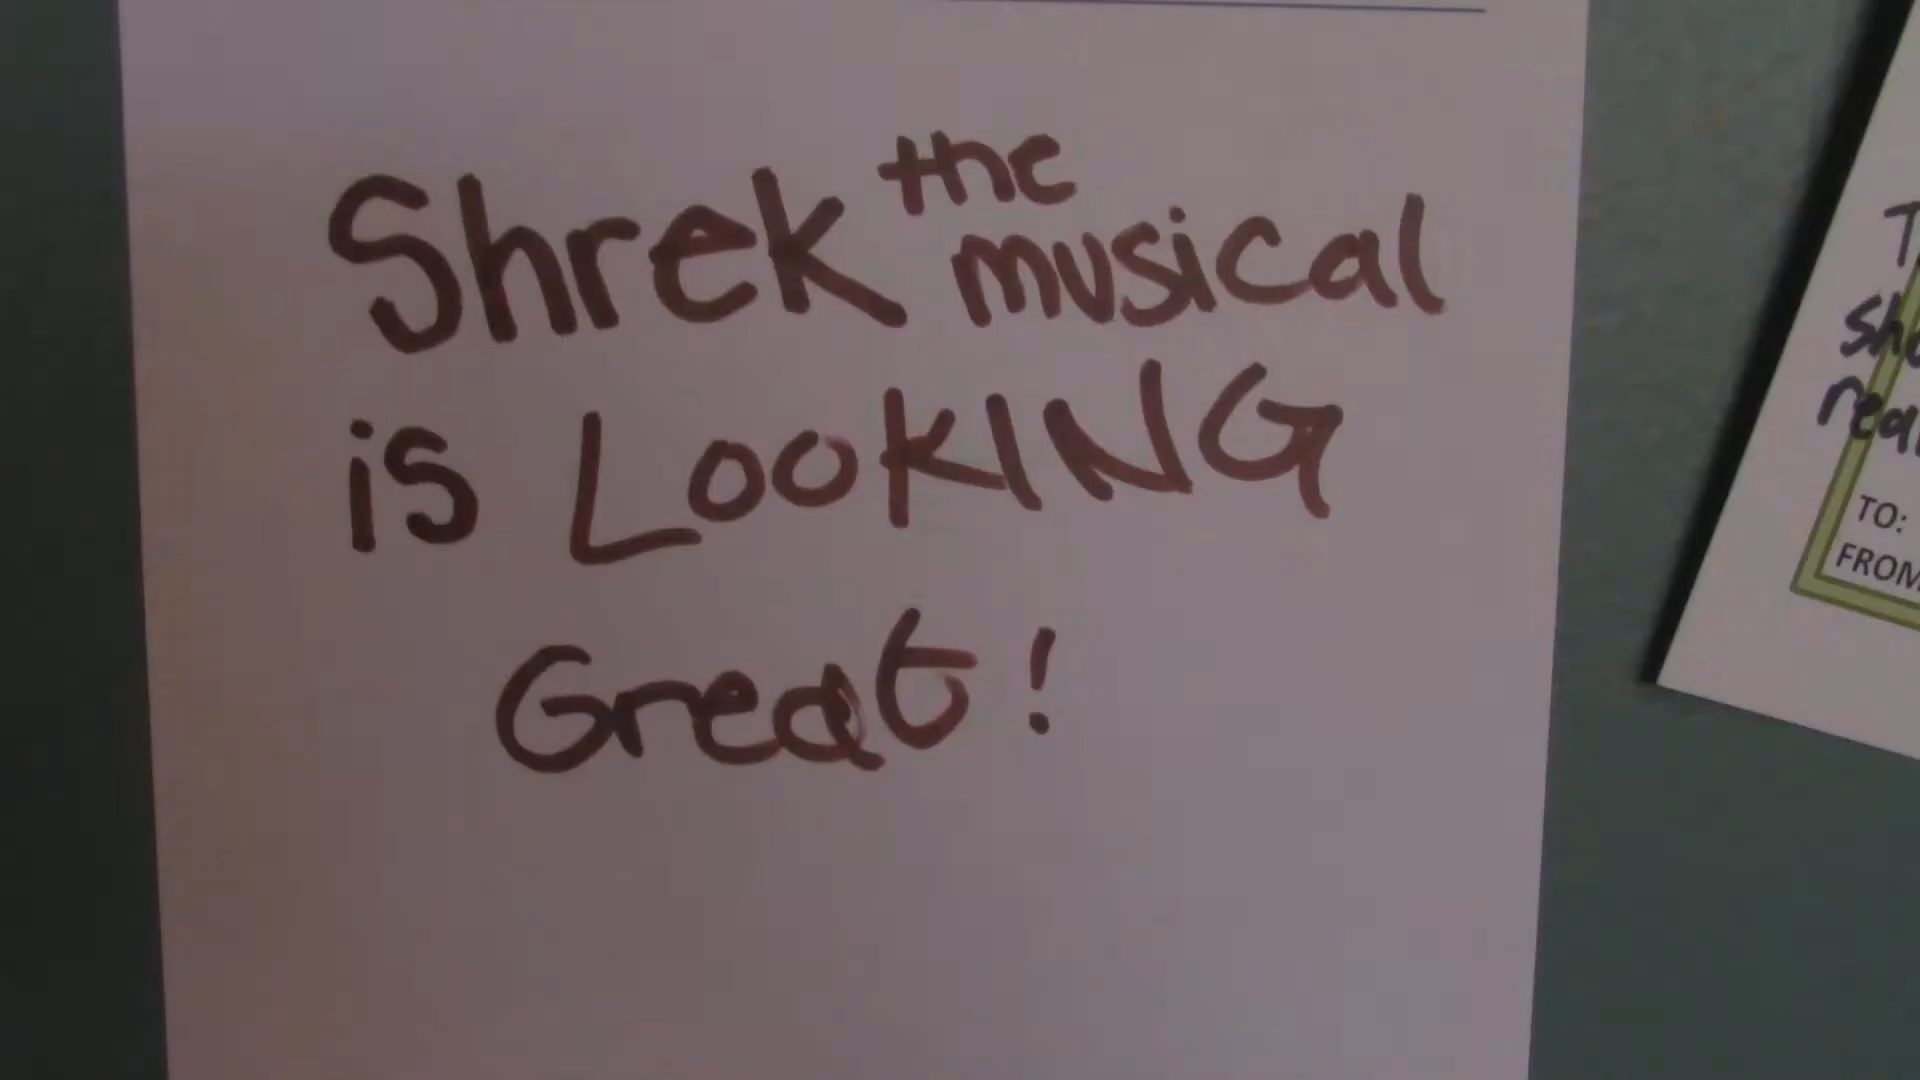 Shrek the musical
is LOOKING
Great!
TO:
FROM